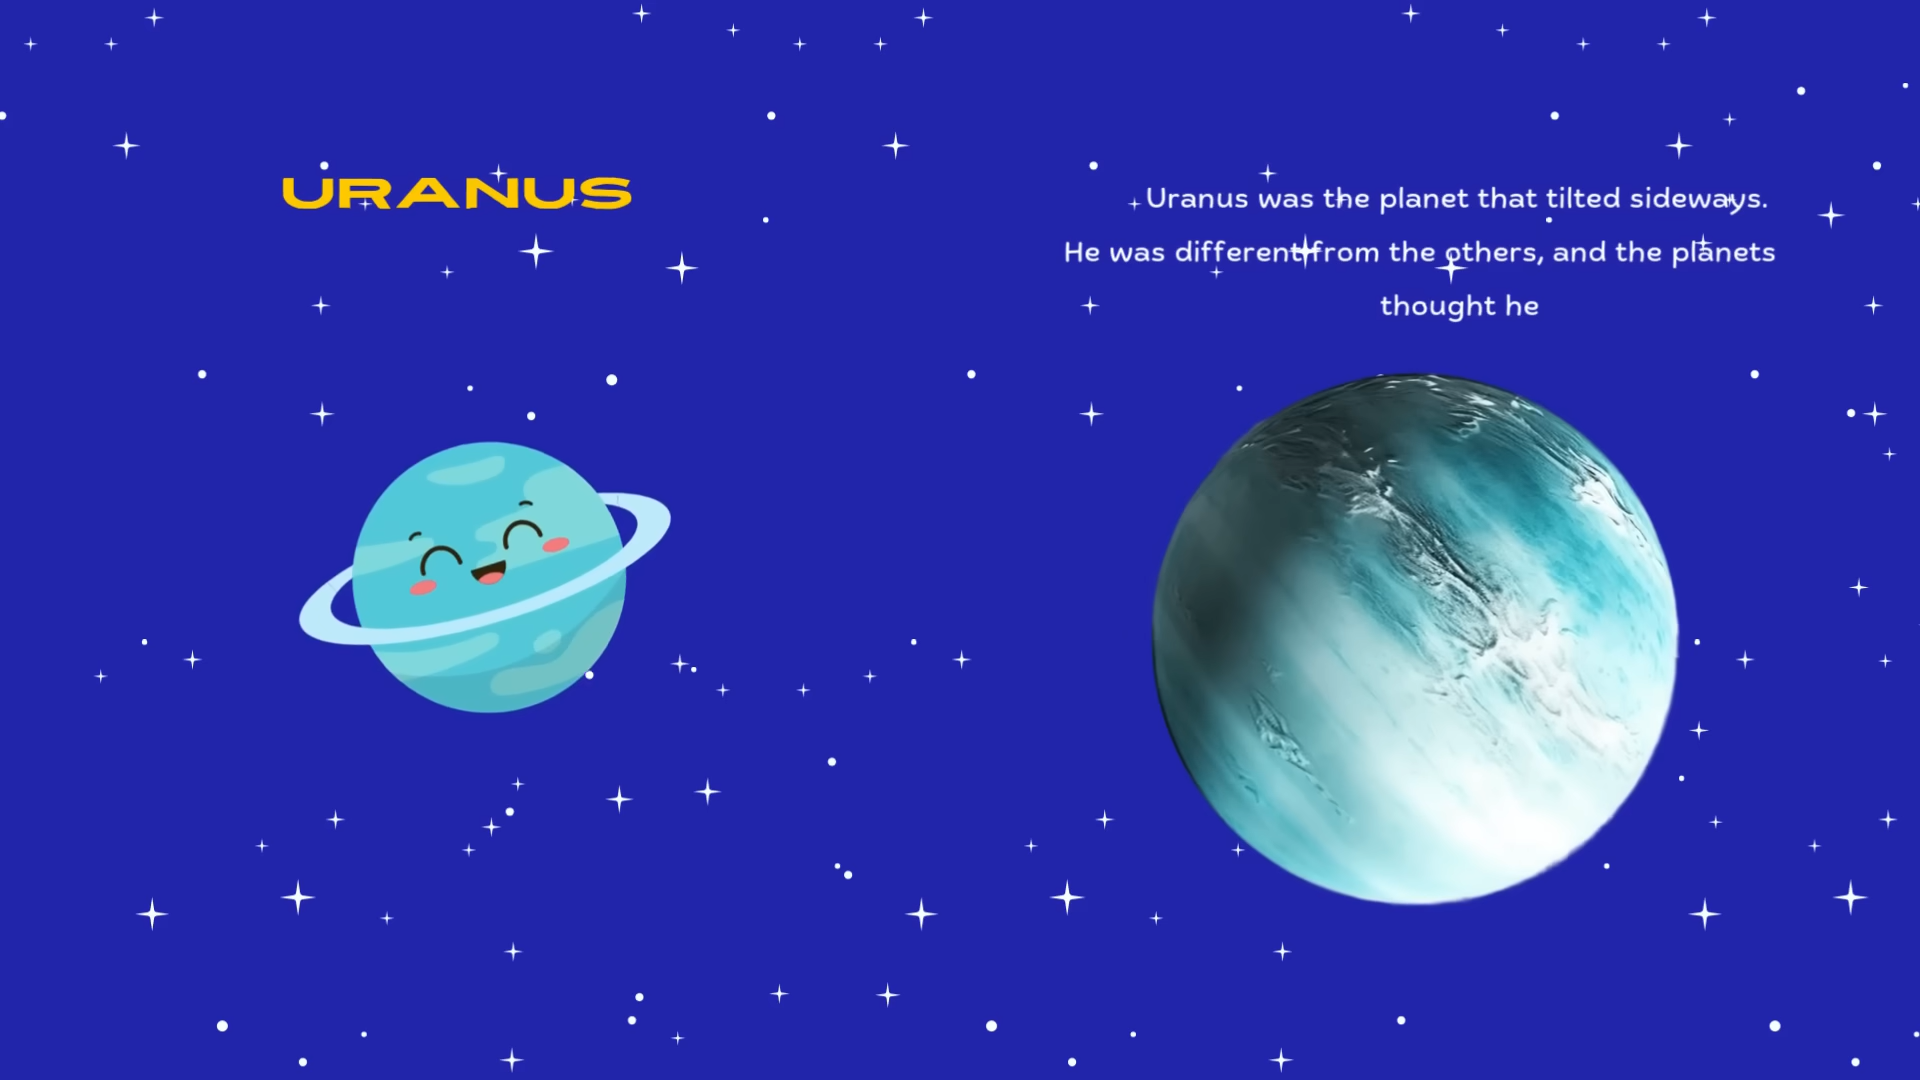 URANUS
Uranus was the planet that tilted sideways.
He was different from the others, and the planets
thought he